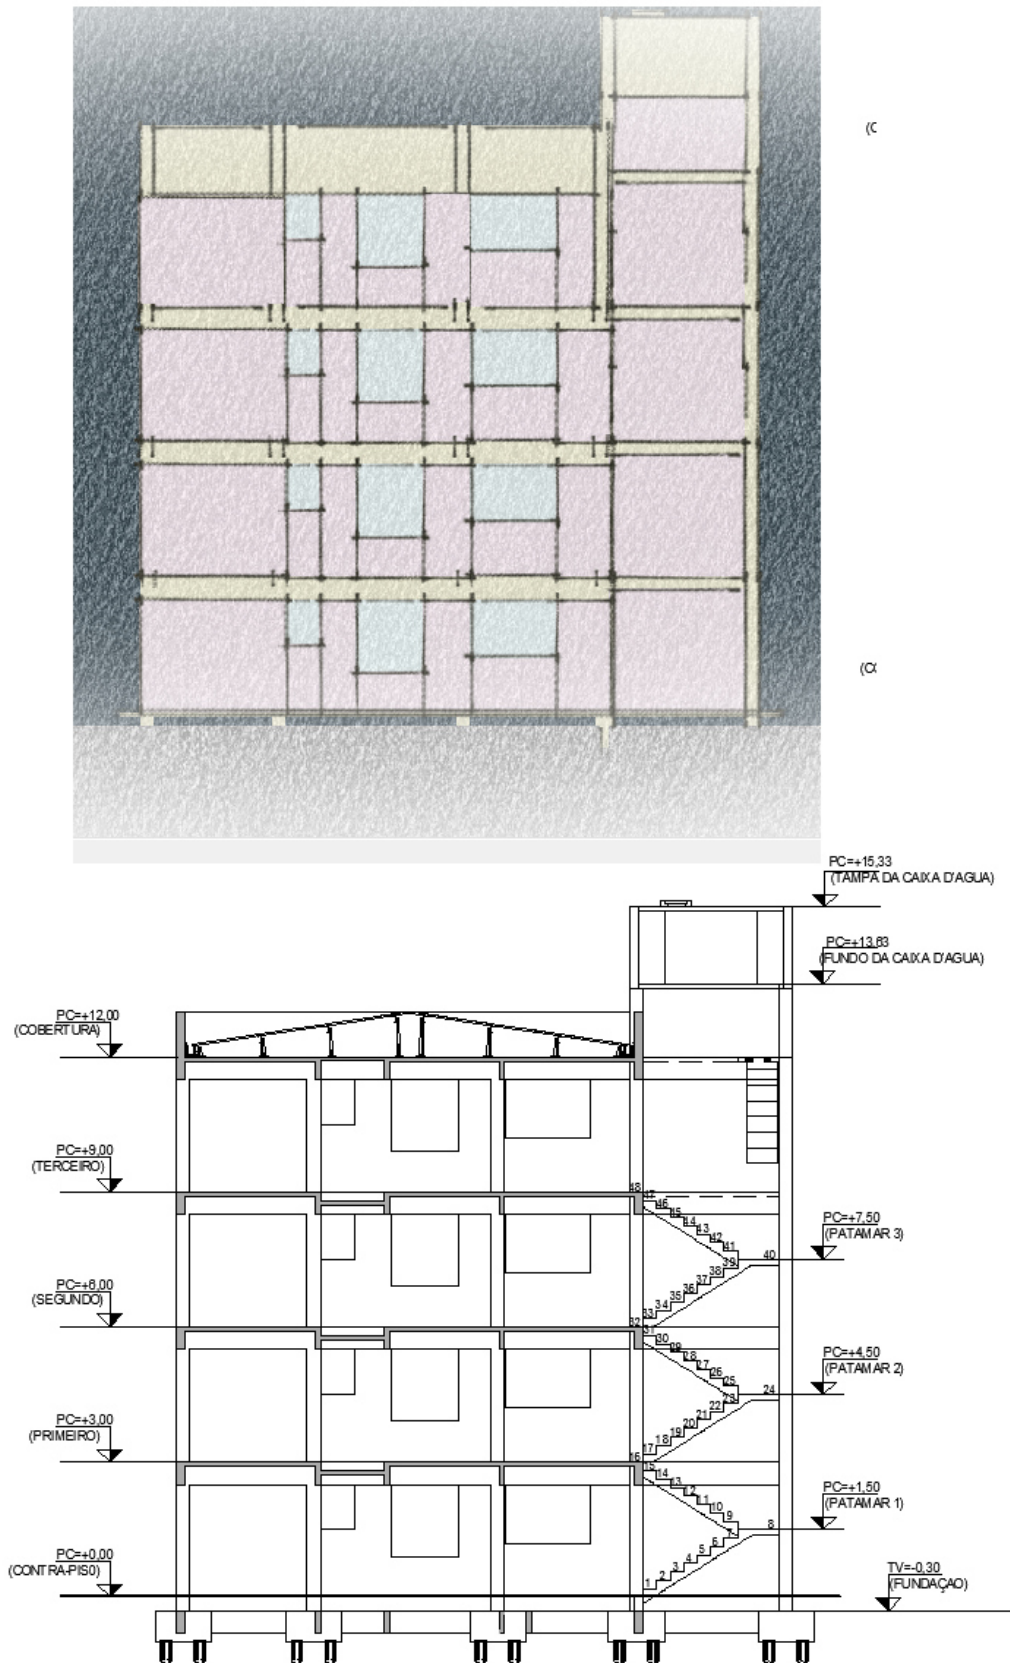 (C
(C
PC=+15,33
(TAMPA DA CAIXA D'AGUA)
PC=+13,63
(FUNDO DA CAIXA D'AGUA)
PC=+12,00
(COBERTURA)
PC=+9,00
(TERCEIRO)
48
47
46
45
44
43
42
41
PC=+7,50
(PATAMAR 3)
40
39
38
37
36
35
34
33
PC=+6,00
(SEGUNDO)
32
31
30
29
28
27
26
25
PC=+4,50
(PATAMAR 2)
24
23
22
21
20
19
18
17
PC=+3,00
(PRIMEIRO)
16
15
14
13
12
11
10
9
PC=+1,50
(PATAMAR 1)
8
7
6
5
4
3
2
1
PC=+0,00
(CONTRA-PISO)
TV=-0,30
(FUNDAÇAO)